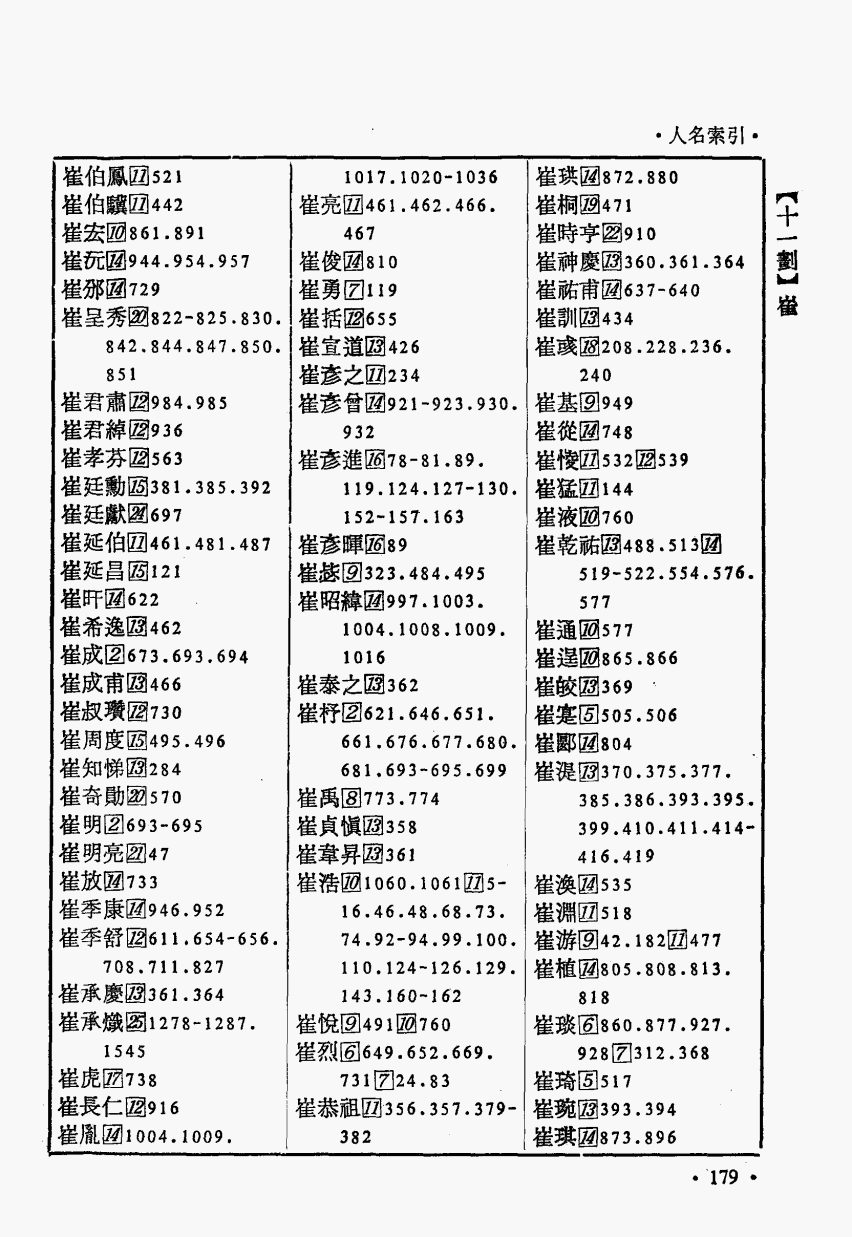 ·人名索引·
【十一劃】崔
崔伯鳳[11]521
崔伯驥[11]442
崔宏[10]861.891
崔沅[14]944.954.957
崔邠[14]729
崔呈秀[20]822-825.830.
842.844.847.850.
851
崔君肅[12]984.985
崔君綽[12]936
崔孝芬[12]563
崔廷勳[15]381.385.392
崔廷獻[24]697
崔延伯[11]461.481.487
崔延昌[15]121
崔旰[14]622
崔希逸[13]462
崔成[2]673.693.694
崔成甫[13]466
崔叔瓚[12]730
崔周度[15]495.496
崔知悌[13]284
崔奇勛[20]570
崔明[2]693-695
崔明亮[21]47
崔放[14]733
崔季康[14]946.952
崔季舒[12]611.654-656.
708.711.827
崔承慶[13]361.364
崔承熾[25]1278-1287.
1545
崔虎[17]738
崔長仁[12]916
崔胤[14]1004.1009.
1017.1020-1036
崔亮[11]461.462.466.
467
崔俊[14]810
崔勇[7]119
崔括[12]655
崔宣道[13]426
崔彥之[11]234
崔彥曾[14]921-923.930.
932
崔彥進[16]78-81.89.
119.124.127-130.
152-157.163
崔彥暉[16]89
崔毖[9]323.484.495
崔昭緯[14]997.1003.
1004.1008.1009.
1016
崔泰之[13]362
崔杼[2]621.646.651.
661.676.677.680.
681.693-695.699
崔禹[8]773.774
崔貞慎[13]358
崔韋昇[13]361
崔浩[10]1060.1061[11]5-
16.46.48.68.73.
74.92-94.99.100.
110.124-126.129.
143.160-162
崔悅[9]491[10]760
崔烈[6]649.652.669.
731[7]24.83
崔恭祖[11]356.357.379-
382
崔珙[14]872.880
崔桐[19]471
崔時亨[22]910
崔神慶[13]360.361.364
崔祐甫[14]637-640
崔訓[13]434
崔彧[18]208.228.236.
240
崔基[9]949
崔從[14]748
崔悛[11]532[12]539
崔猛[11]144
崔液[10]760
崔乾祐[13]488.513[14]
519-522.554.576.
577
崔通[10]577
崔逞[10]865.866
崔皎[13]369
崔寔[5]505.506
崔郾[14]804
崔湜[13]370.375.377.
385.386.393.395.
399.410.411.414-
416.419
崔渙[14]535
崔淵[11]518
崔游[9]42.182[11]477
崔植[14]805.808.813.
818
崔琰[6]860.877.927.
928[7]312.368
崔琦[5]517
崔琬[13]393.394
崔琪[14]873.896
·179·